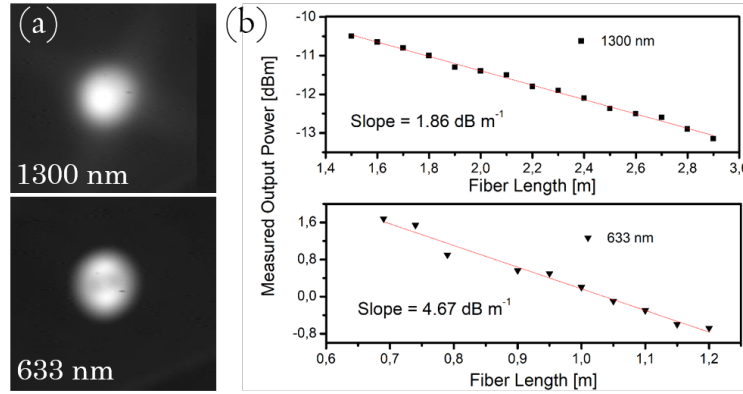 (a)
1300 nm
633 nm
(b)
Measured Output Power [dBm]
-10
-11
-12
-13
1300 nm
Slope = 1.86 dB m⁻¹
1,4 1,6 1,8 2,0 2,2 2,4 2,6 2,8 3,0
Fiber Length [m]
1,6
0,8
0,0
-0,8
633 nm
Slope = 4.67 dB m⁻¹
0,6 0,7 0,8 0,9 1,0 1,1 1,2
Fiber Length [m]